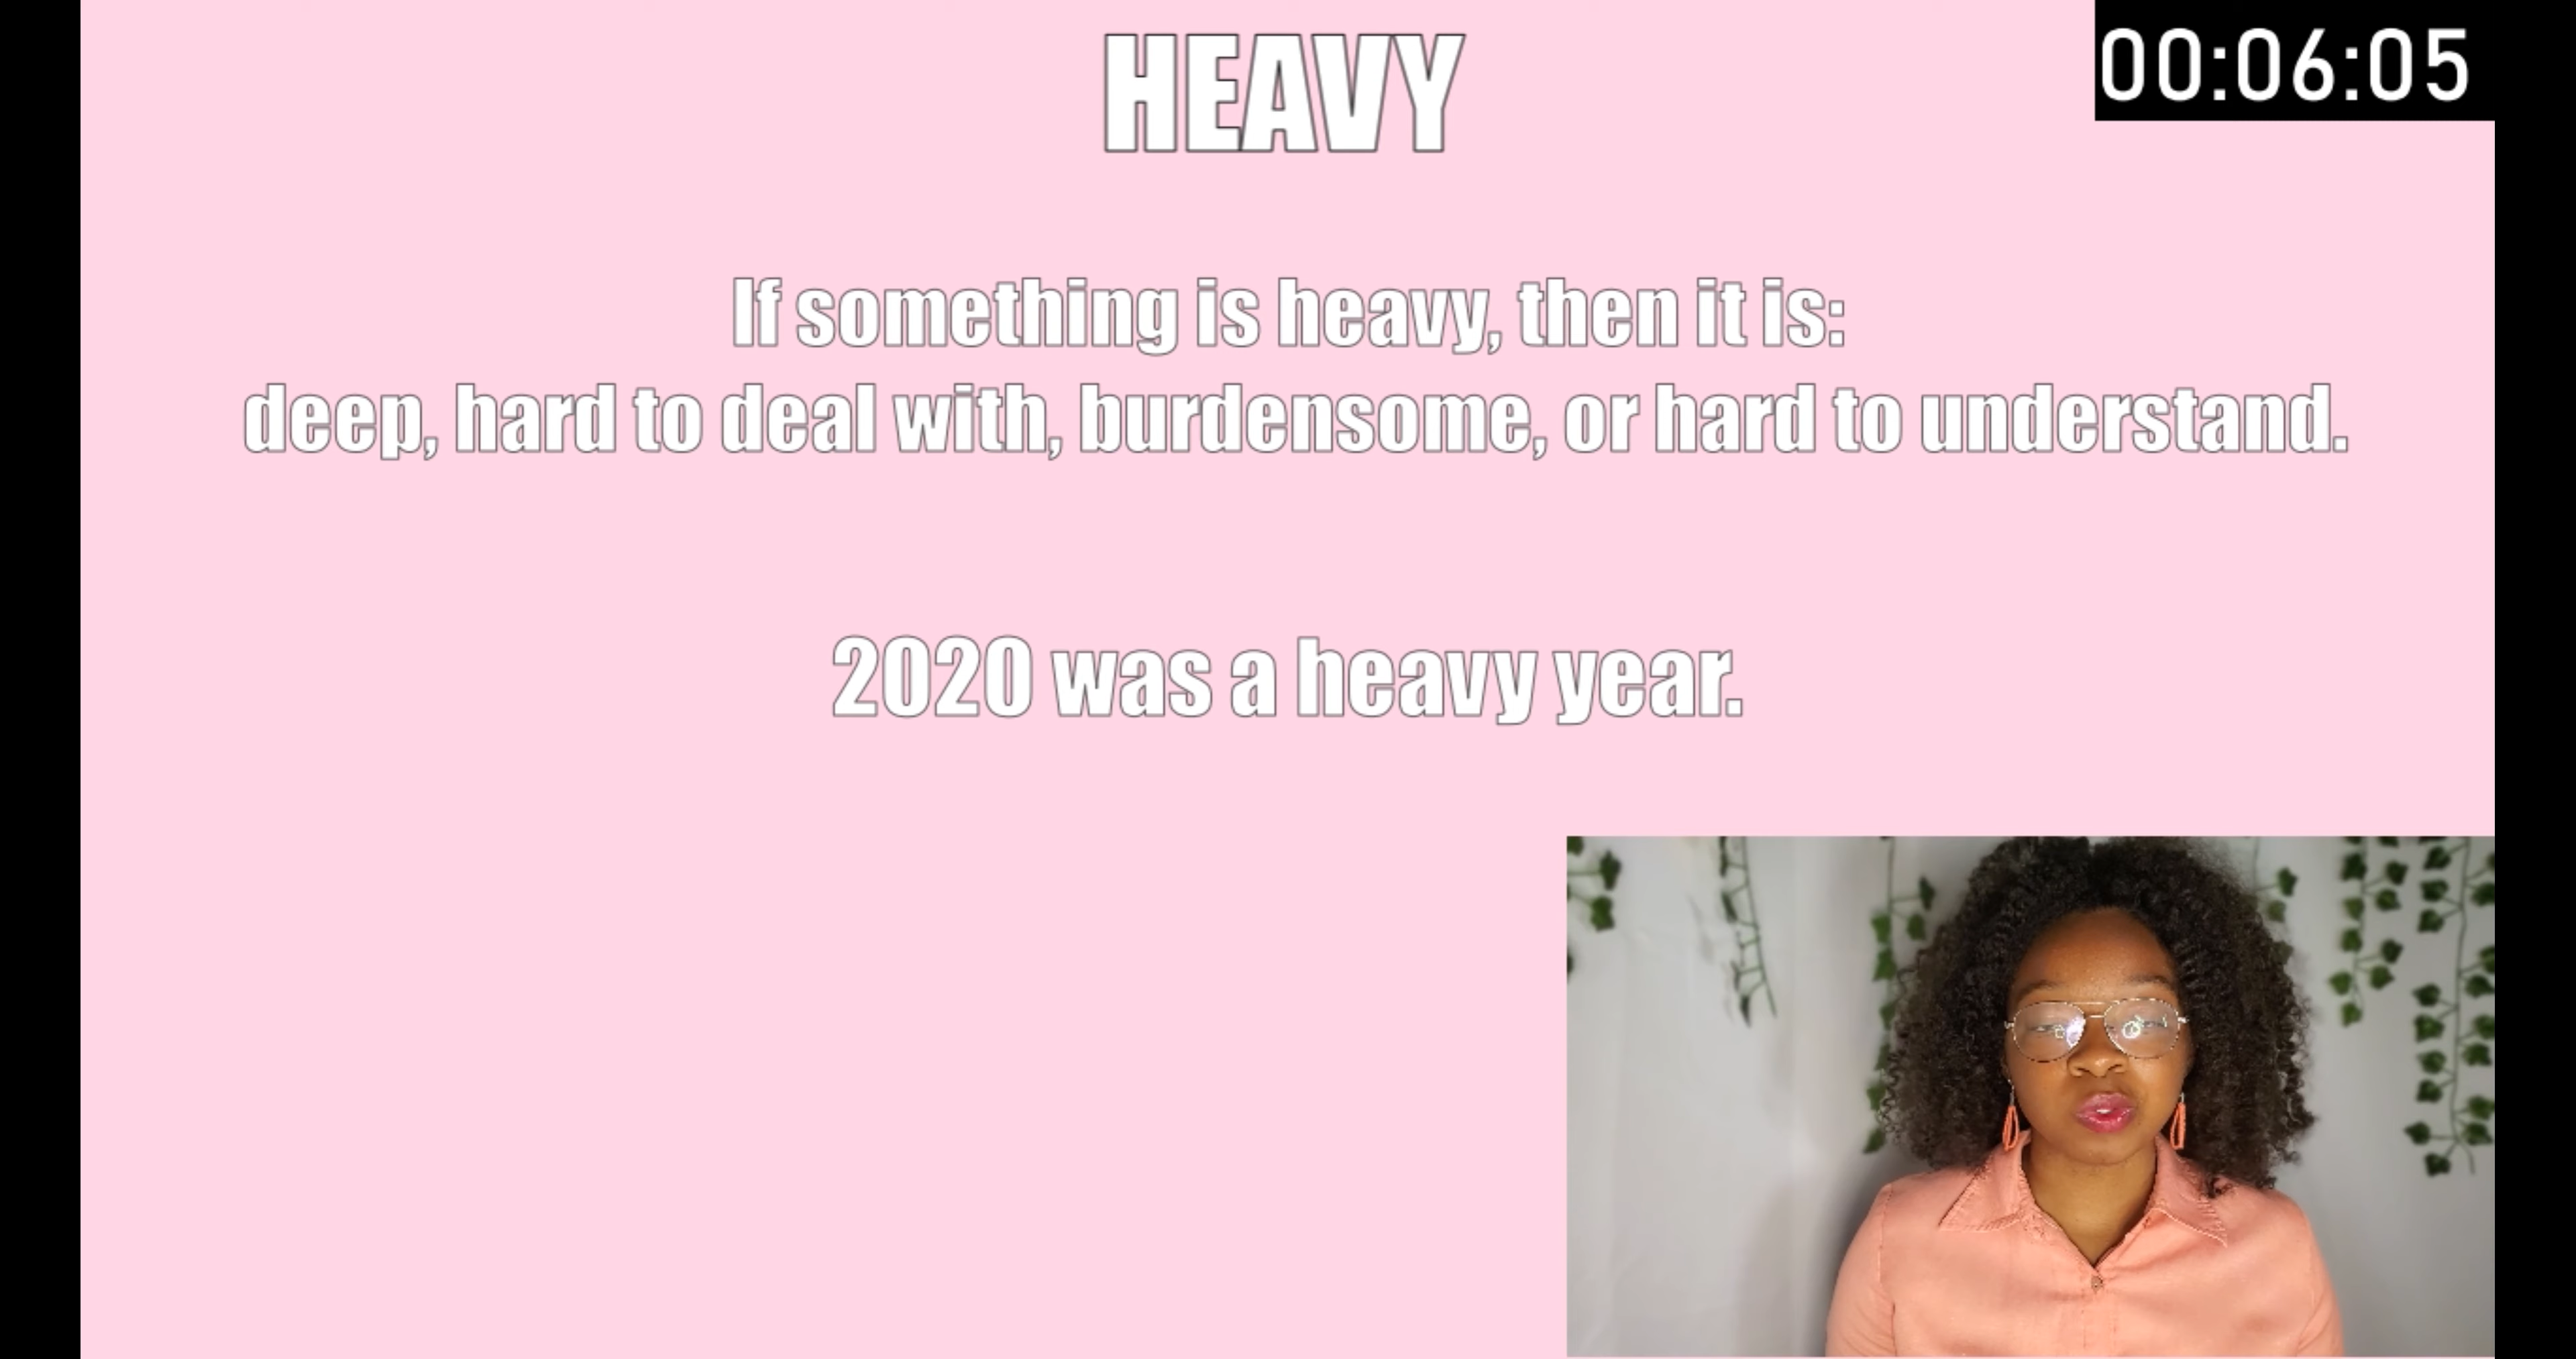 HEAVY
00:06:05
If something is heavy, then it is:
deep, hard to deal with, burdensome, or hard to understand.
2020 was a heavy year.